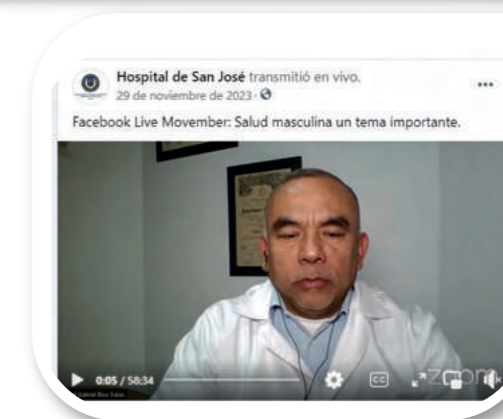 Hospital de San José transmitió en vivo.
29 de noviembre de 2023 ·
Facebook Live Movember: Salud masculina un tema importante.
0:05 / 58:34
CC
zoom